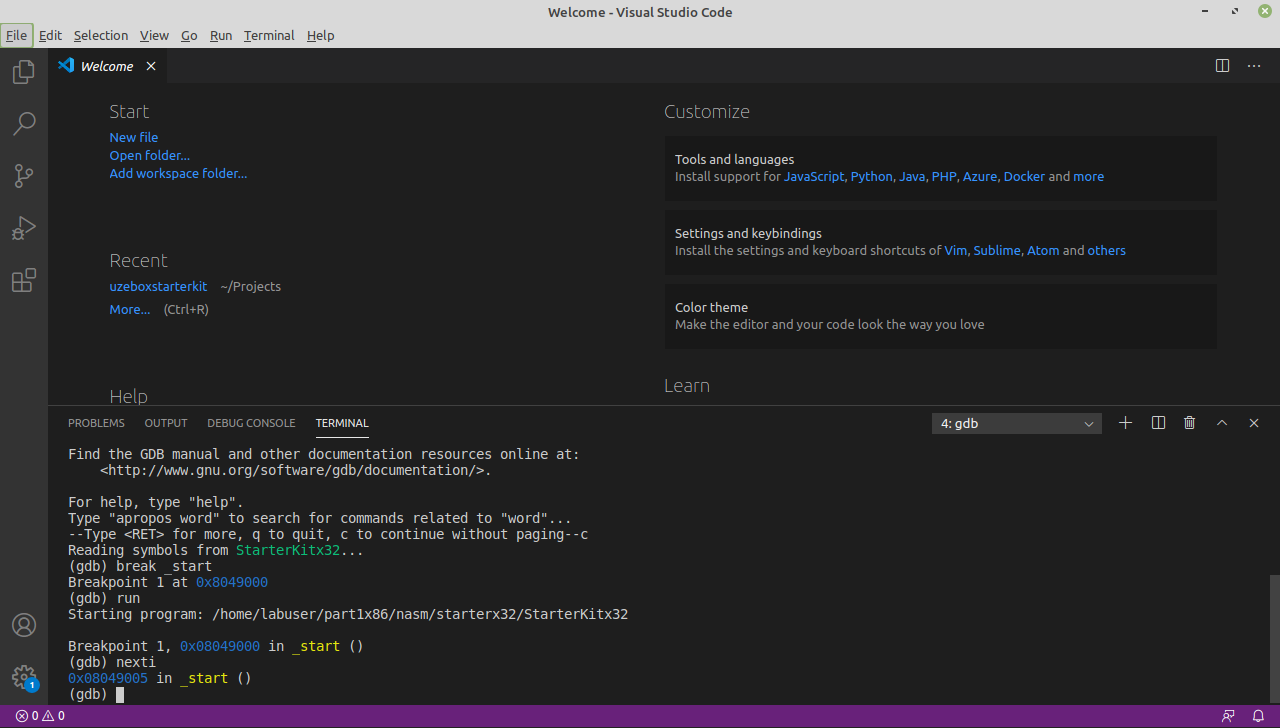 Welcome - Visual Studio Code
File Edit Selection View Go Run Terminal Help
Welcome
Start
New file
Open folder...
Add workspace folder...
Recent
uzeboxstarterkit ~/Projects
More... (Ctrl+R)
Help
Customize
Tools and languages
Install support for JavaScript, Python, Java, PHP, Azure, Docker and more
Settings and keybindings
Install the settings and keyboard shortcuts of Vim, Sublime, Atom and others
Color theme
Make the editor and your code look the way you love
Learn
PROBLEMS OUTPUT DEBUG CONSOLE TERMINAL 4: gdb
Find the GDB manual and other documentation resources online at:
    <http://www.gnu.org/software/gdb/documentation/>.
For help, type "help".
Type "apropos word" to search for commands related to "word"...
--Type <RET> for more, q to quit, c to continue without paging--c
Reading symbols from StarterKitx32...
(gdb) break _start
Breakpoint 1 at 0x8049000
(gdb) run
Starting program: /home/labuser/part1x86/nasm/starterx32/StarterKitx32
Breakpoint 1, 0x08049000 in _start ()
(gdb) nexti
0x08049005 in _start ()
(gdb)
1
0 0